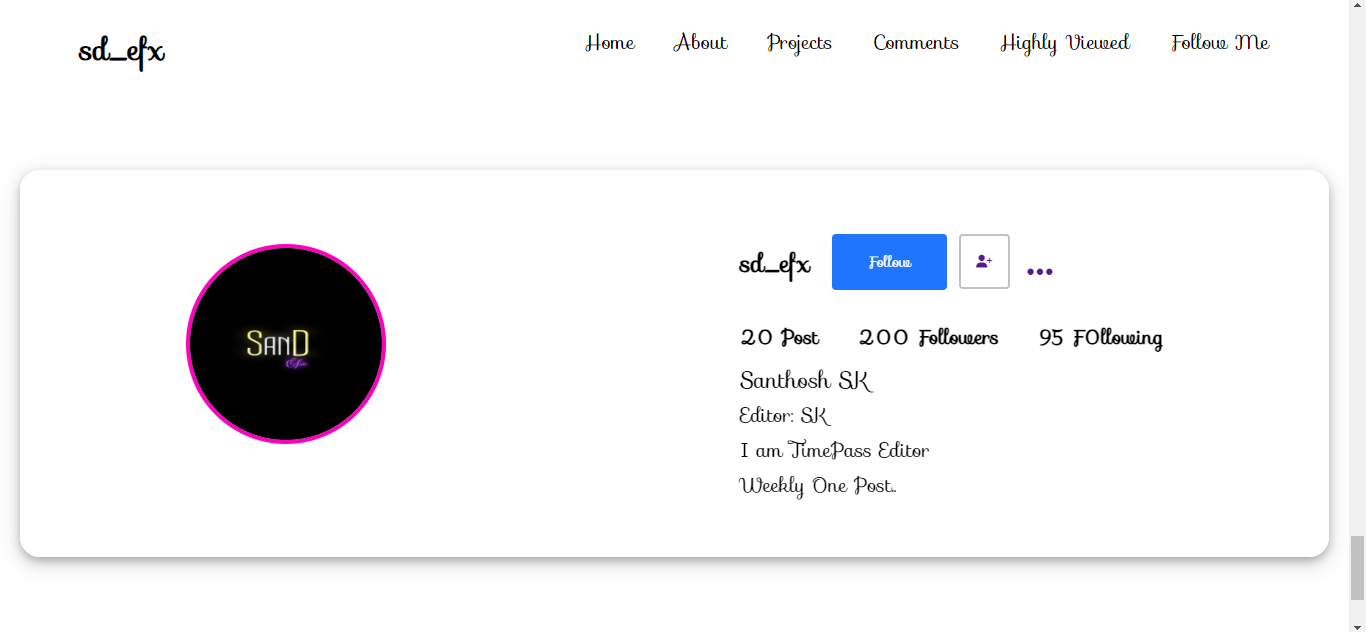 sd_efx
Home About Projects Comments Highly Viewed Follow Me
SanD
sd_efx Follow
20 Post 200 Followers 95 FOllowing
Santhosh SK
Editor: SK
I am TimePass Editor
Weekly One Post..